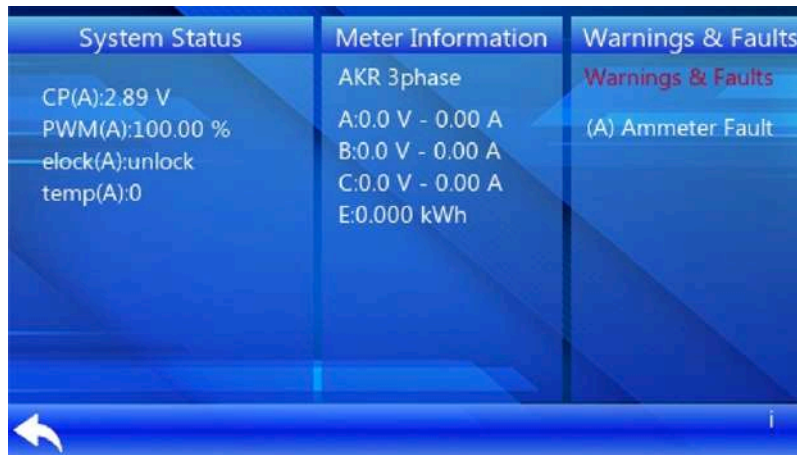 System Status
CP(A):2.89 V
PWM(A):100.00 %
elock(A):unlock
temp(A):0
Meter Information
AKR 3phase
A:0.0 V - 0.00 A
B:0.0 V - 0.00 A
C:0.0 V - 0.00 A
E:0.000 kWh
Warnings & Faults
Warnings & Faults
(A) Ammeter Fault
i